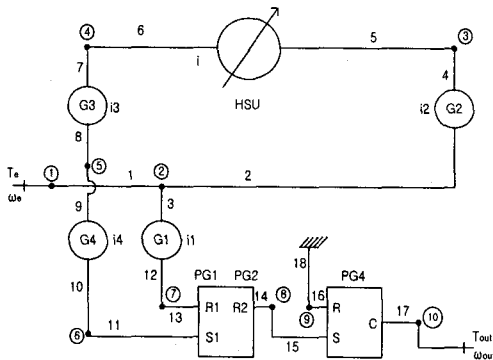 ④ 6 5 ③
i
7 HSU 4
G3 i3 i2 G2
8
Te ① ⑤ ②
ωe 1 2
9 3
G4 i4 G1 i1
18
10 12 PG1 PG2 PG4
⑦ 14 ⑧ 16 17 ⑩
R1 R2 R
13 ⑨ C
⑥ 11 S1 15 S
Tout
ωout